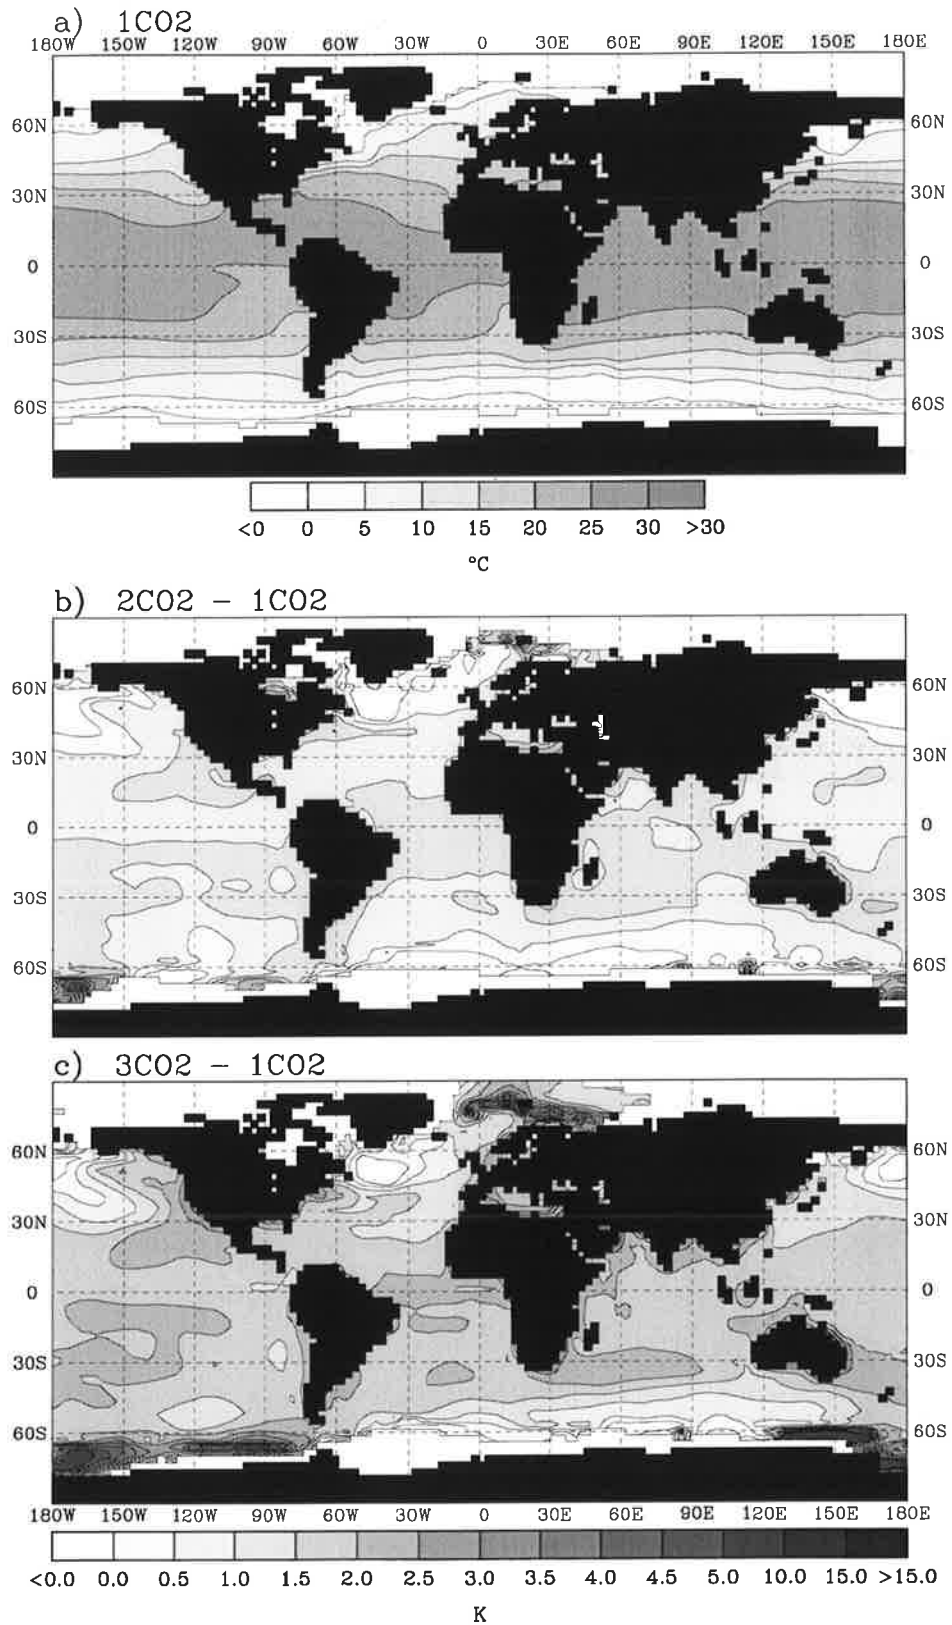 a) 1CO2
180W 150W 120W 90W 60W 30W 0 30E 60E 90E 120E 150E 180E
60N 60N
30N 30N
0 0
30S 30S
60S 60S
<0 0 5 10 15 20 25 30 >30
°C
b) 2CO2 – 1CO2
60N 60N
30N 30N
0 0
30S 30S
60S 60S
c) 3CO2 – 1CO2
60N 60N
30N 30N
0 0
30S 30S
60S 60S
180W 150W 120W 90W 60W 30W 0 30E 60E 90E 120E 150E 180E
<0.0 0.0 0.5 1.0 1.5 2.0 2.5 3.0 3.5 4.0 4.5 5.0 10.0 15.0 >15.0
K